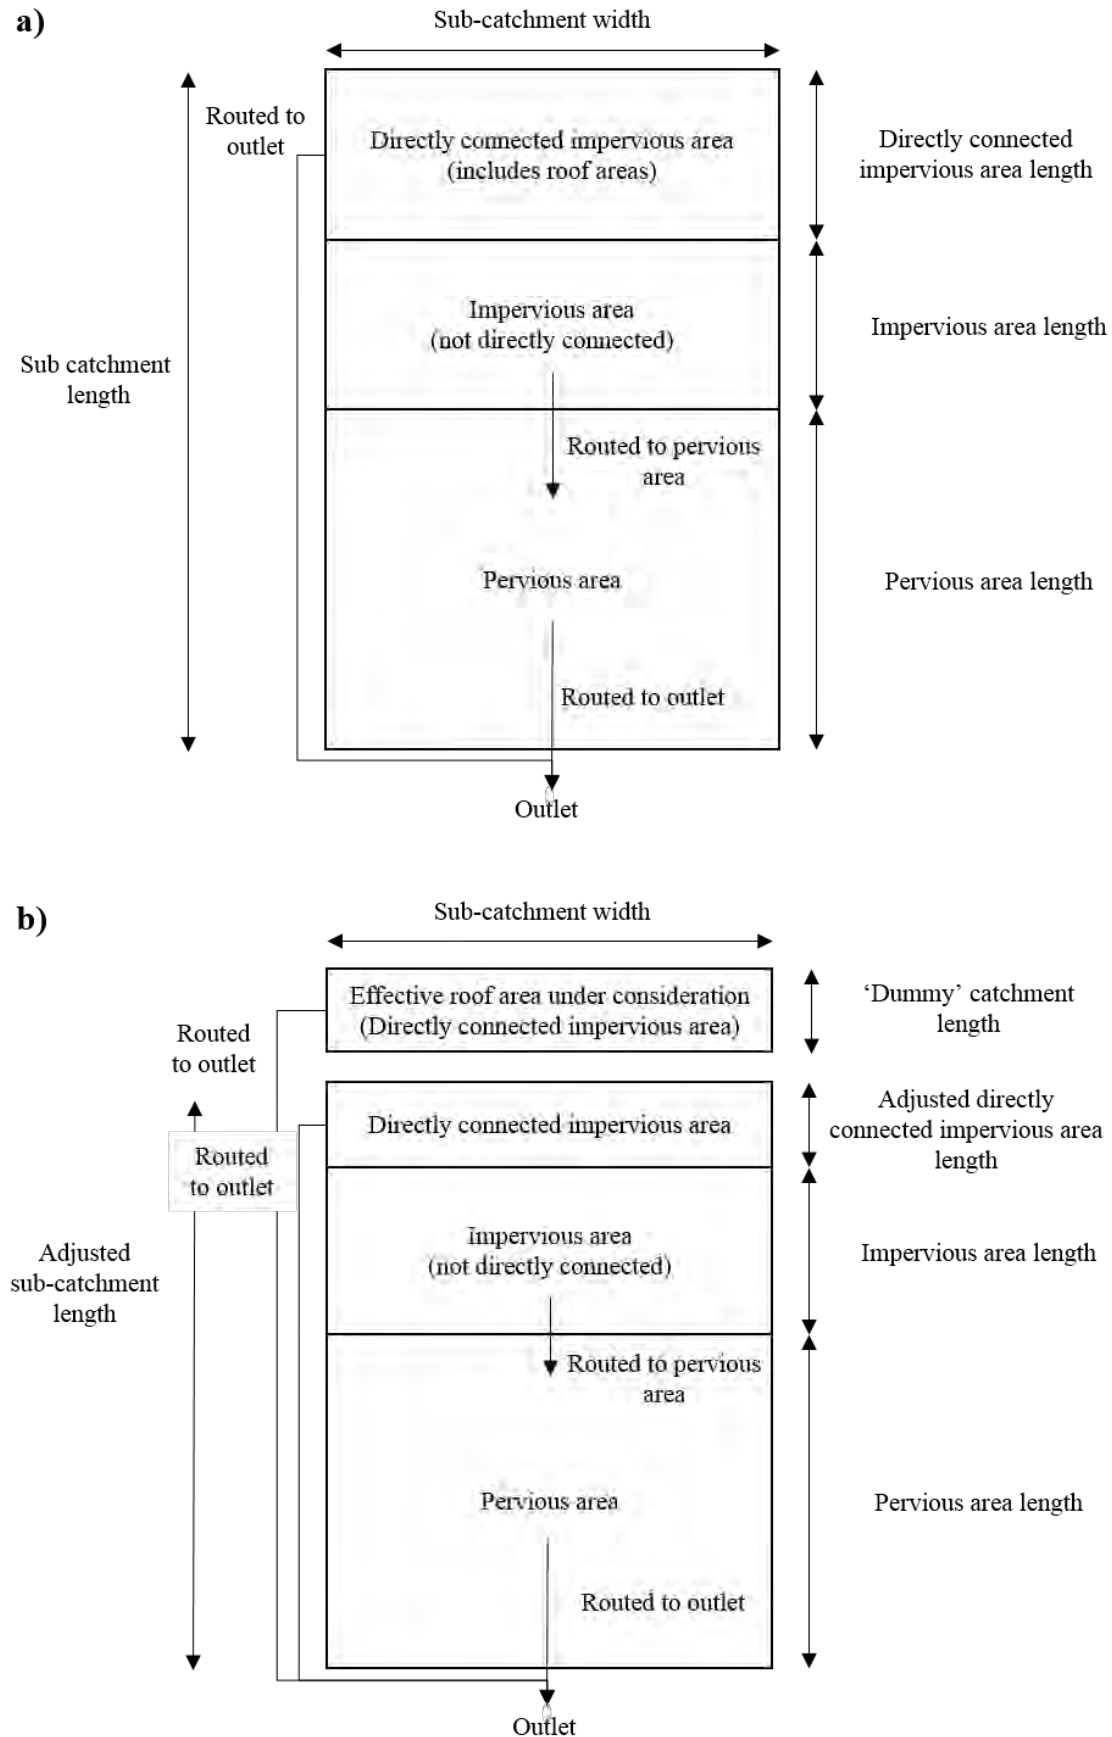 a)
Sub-catchment width
Routed to
outlet
Directly connected impervious area
(includes roof areas)
Directly connected
impervious area length
Impervious area
(not directly connected)
Impervious area length
Sub catchment
length
Routed to pervious
area
Pervious area
Pervious area length
Routed to outlet
Outlet
b)
Sub-catchment width
Effective roof area under consideration
(Directly connected impervious area)
‘Dummy’ catchment
length
Routed
to outlet
Directly connected impervious area
Adjusted directly
connected impervious area
length
Routed
to outlet
Impervious area
(not directly connected)
Impervious area length
Adjusted
sub-catchment
length
Routed to pervious
area
Pervious area
Pervious area length
Routed to outlet
Outlet